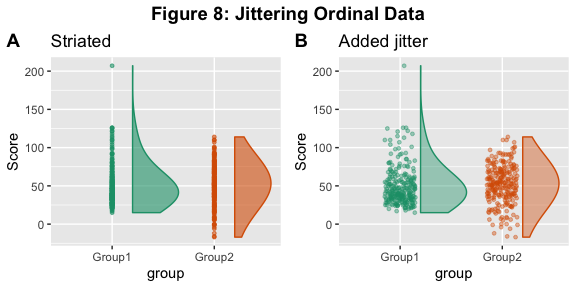 Figure 8: Jittering Ordinal Data
A Striated
B Added jitter
Score
200
150
100
50
0
Group1 Group2
group
Score
200
150
100
50
0
Group1 Group2
group